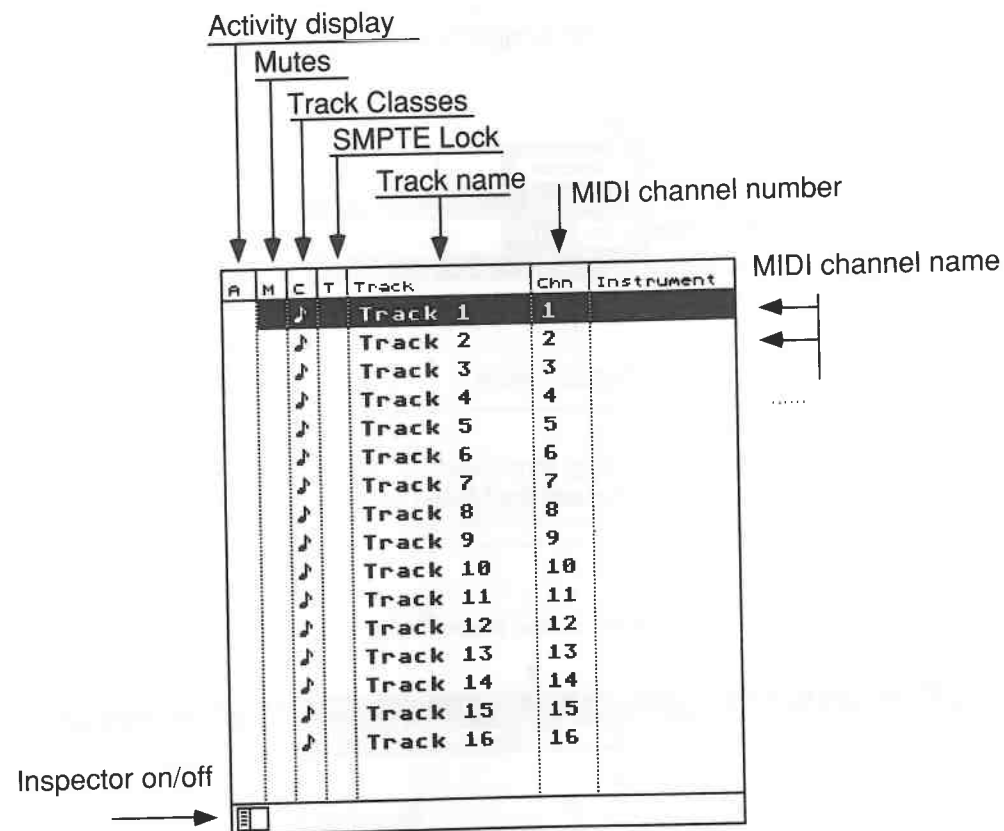 Activity display
Mutes
Track Classes
SMPTE Lock
Track name
MIDI channel number
MIDI channel name
A M C T Track Chn Instrument
Track 1 1
Track 2 2
Track 3 3
Track 4 4
......
Track 5 5
Track 6 6
Track 7 7
Track 8 8
Track 9 9
Track 10 10
Track 11 11
Track 12 12
Track 13 13
Track 14 14
Track 15 15
Track 16 16
Inspector on/off